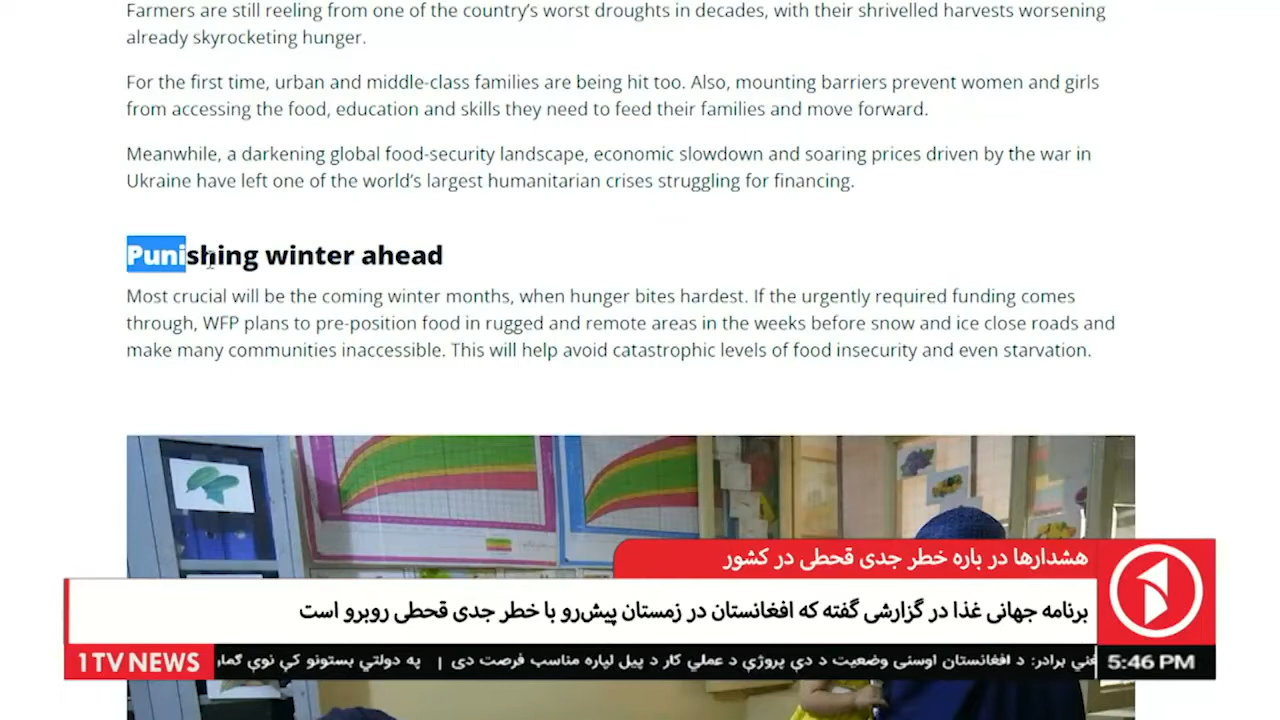 Farmers are still reeling from one of the country’s worst droughts in decades, with their shrivelled harvests worsening
already skyrocketing hunger.
For the first time, urban and middle-class families are being hit too. Also, mounting barriers prevent women and girls
from accessing the food, education and skills they need to feed their families and move forward.
Meanwhile, a darkening global food-security landscape, economic slowdown and soaring prices driven by the war in
Ukraine have left one of the world’s largest humanitarian crises struggling for financing.
Punishing winter ahead
Most crucial will be the coming winter months, when hunger bites hardest. If the urgently required funding comes
through, WFP plans to pre-position food in rugged and remote areas in the weeks before snow and ice close roads and
make many communities inaccessible. This will help avoid catastrophic levels of food insecurity and even starvation.
هشدارها در باره خطر جدی قحطی در کشور
برنامه جهانی غذا در گزارشی گفته که افغانستان در زمستان پیش‌رو با خطر جدی قحطی روبرو است
1TV NEWS
غني برادر: د افغانستان اوسنی وضعیت د دې پروژې د عملي کار د پیل لپاره مناسب فرصت دی | په دولتي بستونو کې نوې
5:46 PM